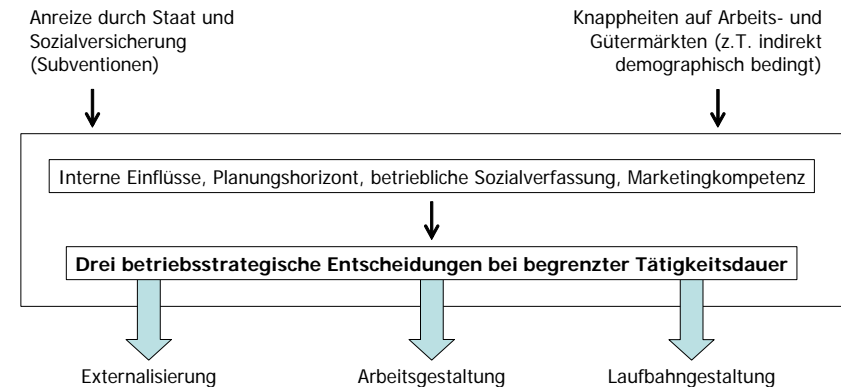 Anreize durch Staat und
Sozialversicherung
(Subventionen)
Knappheiten auf Arbeits- und
Gütermärkten (z.T. indirekt
demographisch bedingt)
Interne Einflüsse, Planungshorizont, betriebliche Sozialverfassung, Marketingkompetenz
Drei betriebsstrategische Entscheidungen bei begrenzter Tätigkeitsdauer
Externalisierung
Arbeitsgestaltung
Laufbahngestaltung